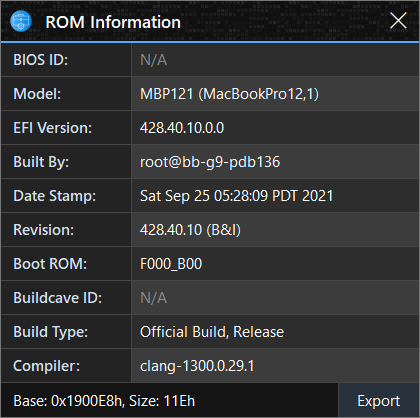 ROM Information
BIOS ID: N/A
Model: MBP121 (MacBookPro12,1)
EFI Version: 428.40.10.0.0
Built By: root@bb-g9-pdb136
Date Stamp: Sat Sep 25 05:28:09 PDT 2021
Revision: 428.40.10 (B&I)
Boot ROM: F000_B00
Buildcave ID: N/A
Build Type: Official Build, Release
Compiler: clang-1300.0.29.1
Base: 0x1900E8h, Size: 11Eh Export